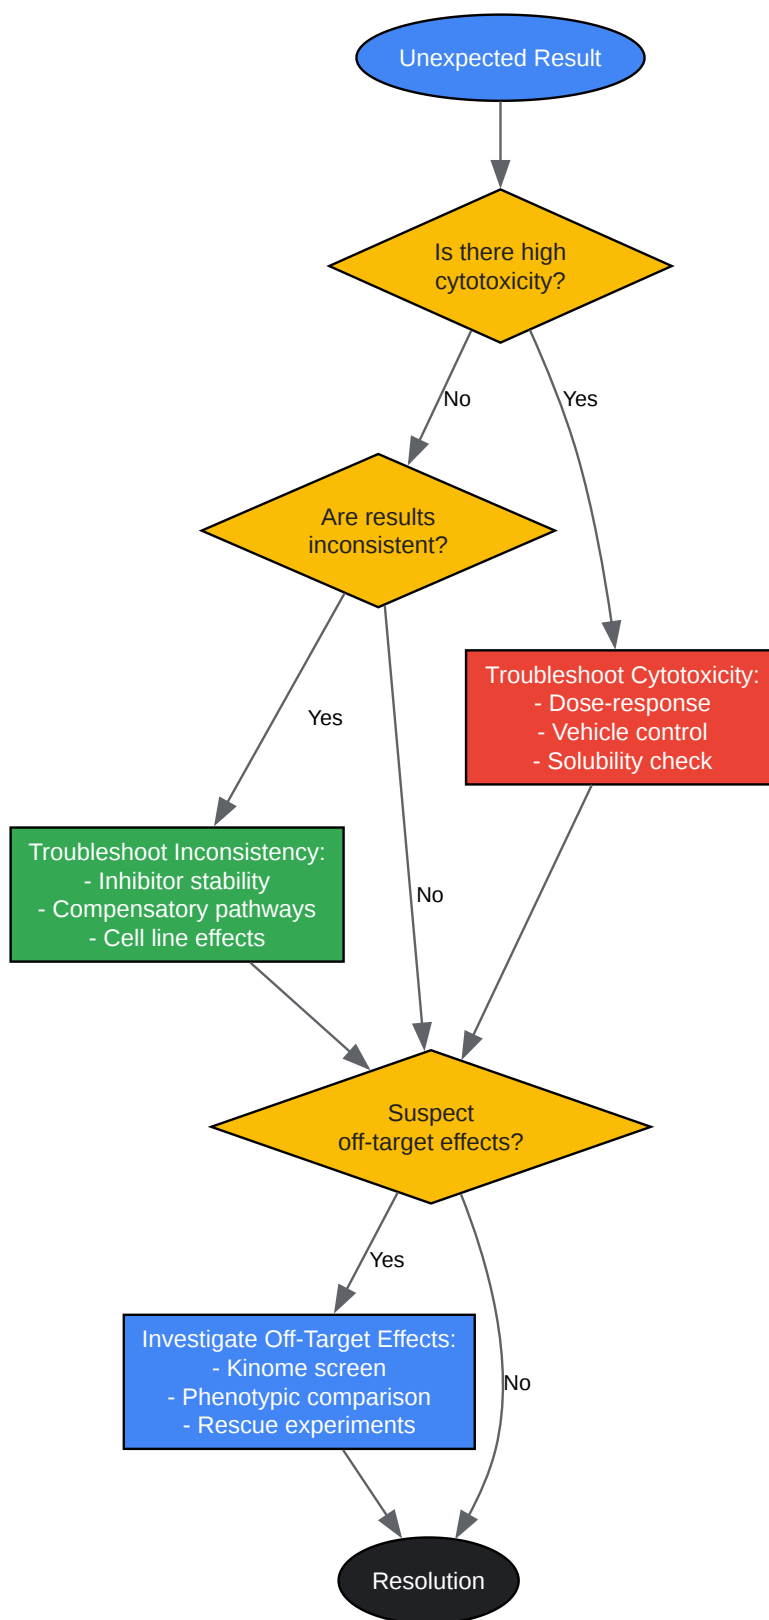 Unexpected Result
Is there high
cytotoxicity?
No
Yes
Are results
inconsistent?
Troubleshoot Cytotoxicity:
- Dose-response
- Vehicle control
- Solubility check
Yes
Troubleshoot Inconsistency:
- Inhibitor stability
- Compensatory pathways
- Cell line effects
No
Suspect
off-target effects?
Yes
Investigate Off-Target Effects:
- Kinome screen
- Phenotypic comparison
- Rescue experiments
No
Resolution